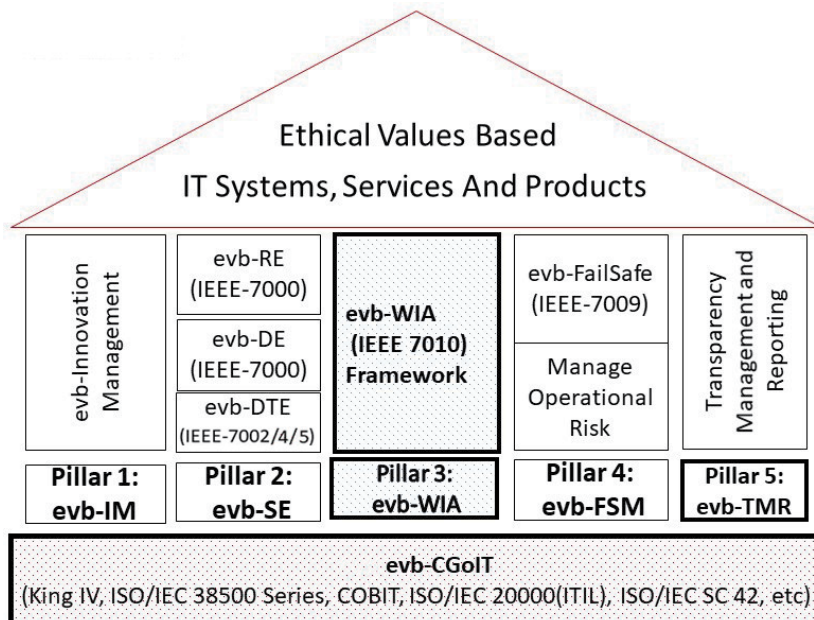 Ethical Values Based
IT Systems, Services And Products
evb-Innovation
Management
evb-RE
(IEEE-7000)
evb-DE
(IEEE-7000)
evb-DTE
(IEEE-7002/4/5)
evb-WIA
(IEEE 7010)
Framework
evb-FailSafe
(IEEE-7009)
Manage
Operational
Risk
Transparency
Management and
Reporting
Pillar 1:
evb-IM
Pillar 2:
evb-SE
Pillar 3:
evb-WIA
Pillar 4:
evb-FSM
Pillar 5:
evb-TMR
evb-CGoIT
(King IV, ISO/IEC 38500 Series, COBIT, ISO/IEC 20000(ITIL), ISO/IEC SC 42, etc)